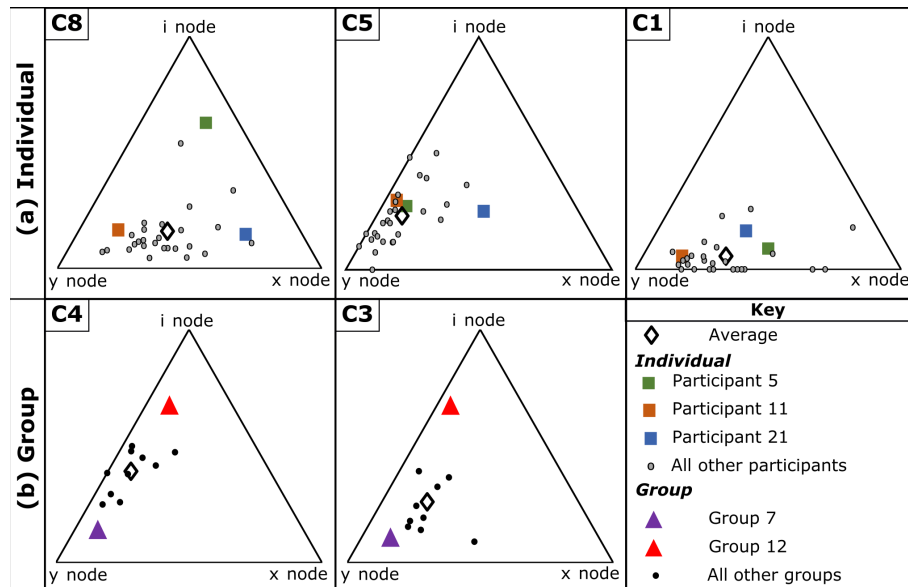 (a) Individual
C8
i node
y node
x node
C5
i node
y node
x node
C1
i node
y node
x node
(b) Group
C4
i node
y node
x node
C3
i node
y node
x node
Key
Average
Individual
Participant 5
Participant 11
Participant 21
All other participants
Group
Group 7
Group 12
All other groups